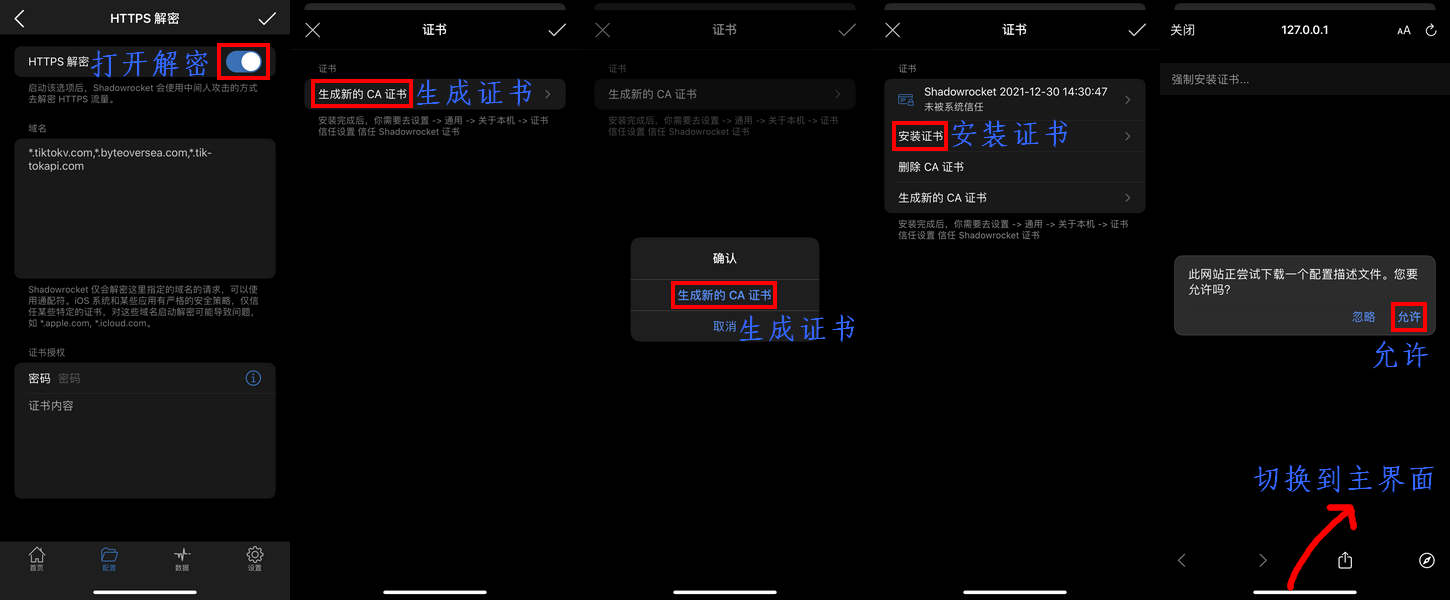 HTTPS 解密
HTTPS 解密
打开解密
启动该选项后，Shadowrocket 会使用中间人攻击的方式
去解密 HTTPS 流量。
域名
*.tiktokv.com,*.byteoversea.com,*.tik-
tokapi.com
Shadowrocket 仅会解密这里指定的域名的请求，可以使
用通配符。iOS 系统和某些应用有严格的安全策略，仅信
任某些特定的证书，对这些域名启动解密可能导致问题，
如 *.apple.com, *.icloud.com。
证书授权
密码 密码
证书内容
首页
配置
数据
设置
证书
证书
生成新的 CA 证书
生成证书
安装完成后，你需要去设置 -> 通用 -> 关于本机 -> 证书
信任设置 信任 Shadowrocket 证书
证书
证书
生成新的 CA 证书
安装完成后，你需要去设置 -> 通用 -> 关于本机 -> 证书
信任设置 信任 Shadowrocket 证书
确认
生成新的 CA 证书
取消
生成证书
证书
证书
Shadowrocket 2021-12-30 14:30:47
未被系统信任
安装证书
安装证书
删除 CA 证书
生成新的 CA 证书
安装完成后，你需要去设置 -> 通用 -> 关于本机 -> 证书
信任设置 信任 Shadowrocket 证书
关闭
127.0.0.1
AA
强制安装证书...
此网站正尝试下载一个配置描述文件。您要
允许吗?
忽略
允许
允许
切换到主界面